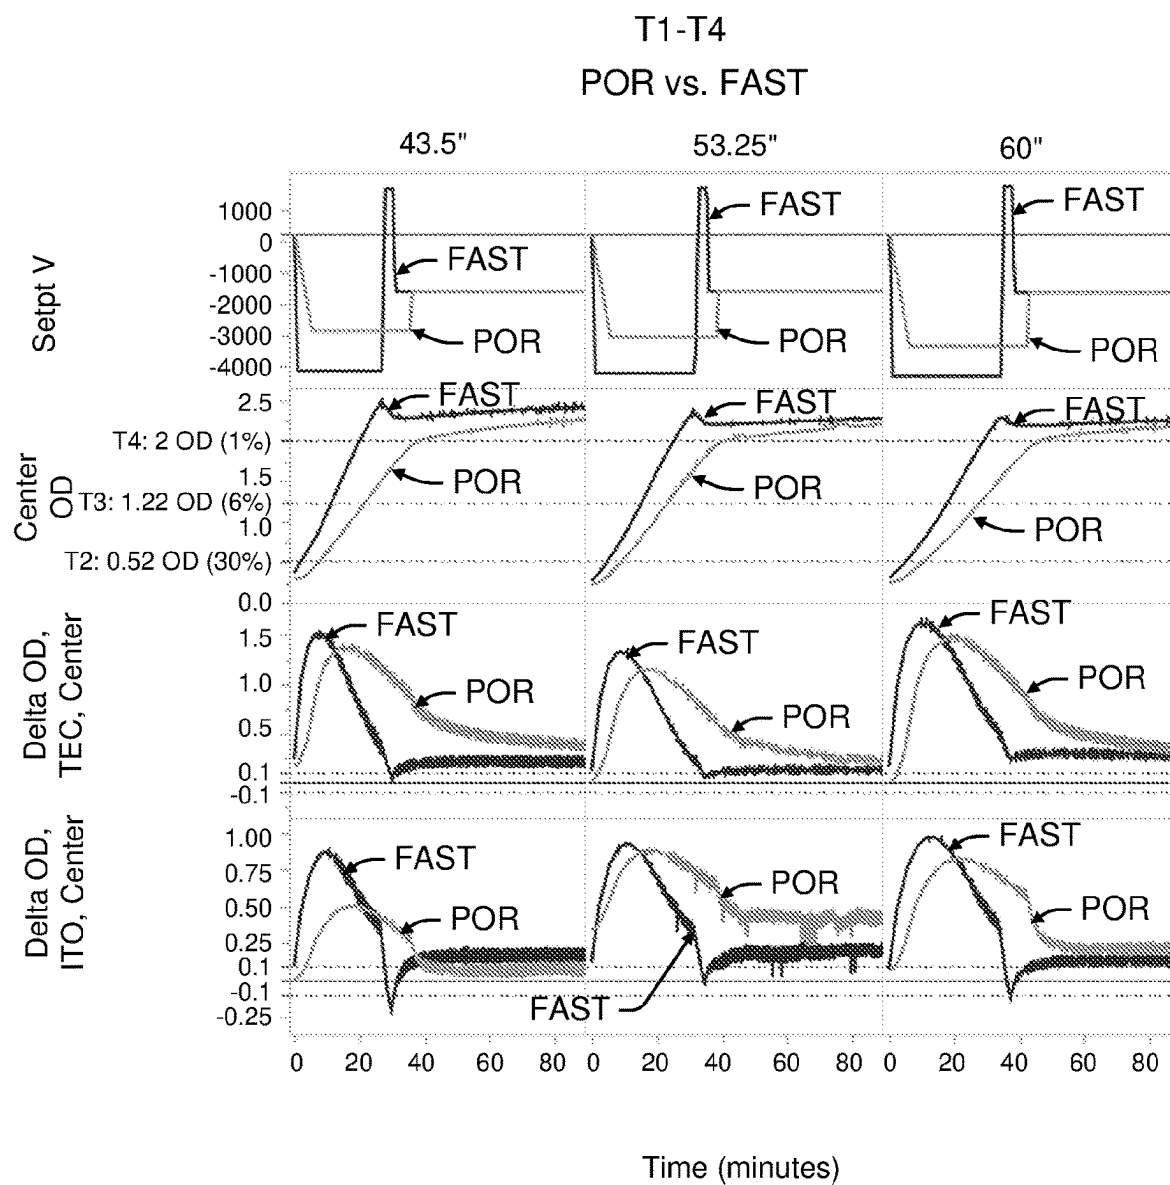 T1-T4
POR vs. FAST
43.5" 53.25" 60"
Setpt V
1000
0
-1000
-2000
-3000
-4000
FAST
POR
FAST
POR
FAST
POR
Center
OD
2.5
T4: 2 OD (1%)
1.5
T3: 1.22 OD (6%)
1.0
T2: 0.52 OD (30%)
0.0
FAST
POR
FAST
POR
FAST
POR
Delta OD,
TEC, Center
1.5
1.0
0.5
0.1
-0.1
FAST
POR
FAST
POR
FAST
POR
Delta OD,
ITO, Center
1.00
0.75
0.50
0.25
0.1
-0.1
-0.25
FAST
POR
POR
FAST
FAST
POR
0 20 40 60 80 0 20 40 60 80 0 20 40 60 80
Time (minutes)